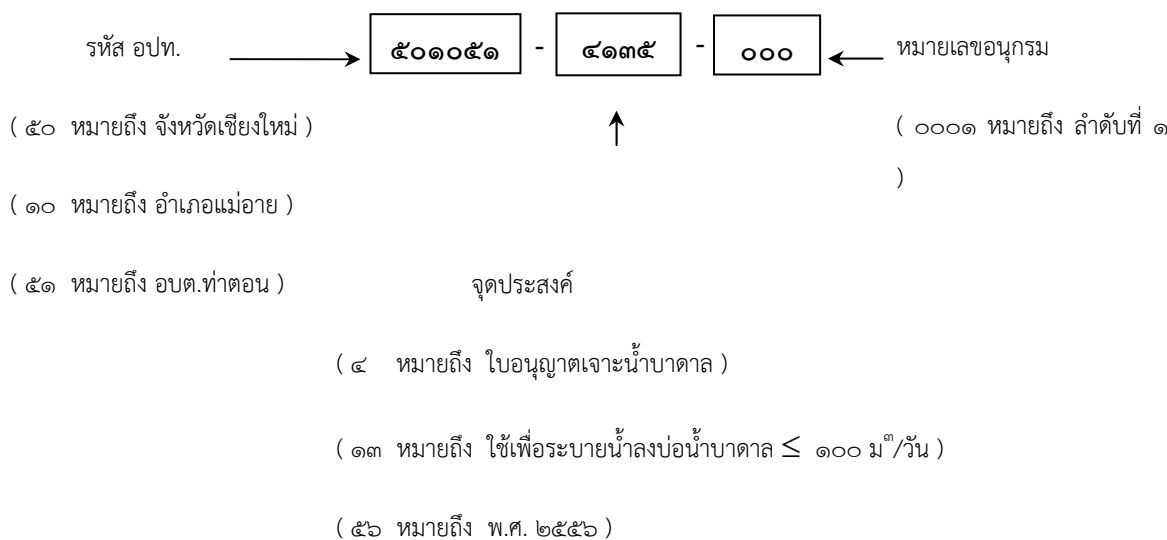 รหัส อปท. ๕๐๑๐๕๑ - ๔๑๓๕ - ๐๐๐ หมายเลขอนุกรม
( ๕๐ หมายถึง จังหวัดเชียงใหม่ ) ( ๐๐๐๑ หมายถึง ลำดับที่ ๑
)
( ๑๐ หมายถึง อำเภอแม่อาย )
( ๕๑ หมายถึง อบต.ท่าตอน ) จุดประสงค์
( ๔ หมายถึง ใบอนุญาตเจาะน้ำบาดาล )
( ๑๓ หมายถึง ใช้เพื่อระบายน้ำลงบ่อน้ำบาดาล ≤ ๑๐๐ ม³/วัน )
( ๕๖ หมายถึง พ.ศ. ๒๕๕๖ )